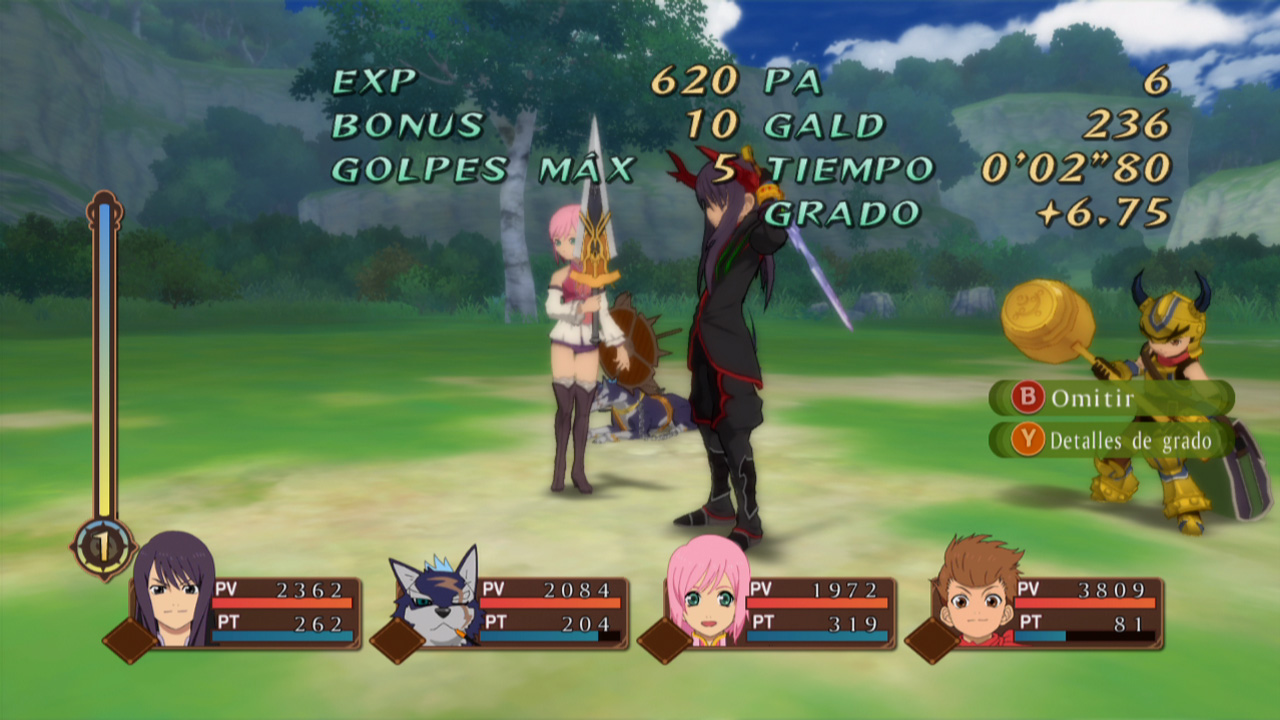 EXP 620 PA 6
BONUS 10 GALD 236
GOLPES MÁX 5 TIEMPO 0'02"80
GRADO +6.75
24
B Omitir
Y Detalles de grado
1
PV 2362 PV 2084 PV 1972 PV 3809
PT 262 PT 204 PT 319 PT 81